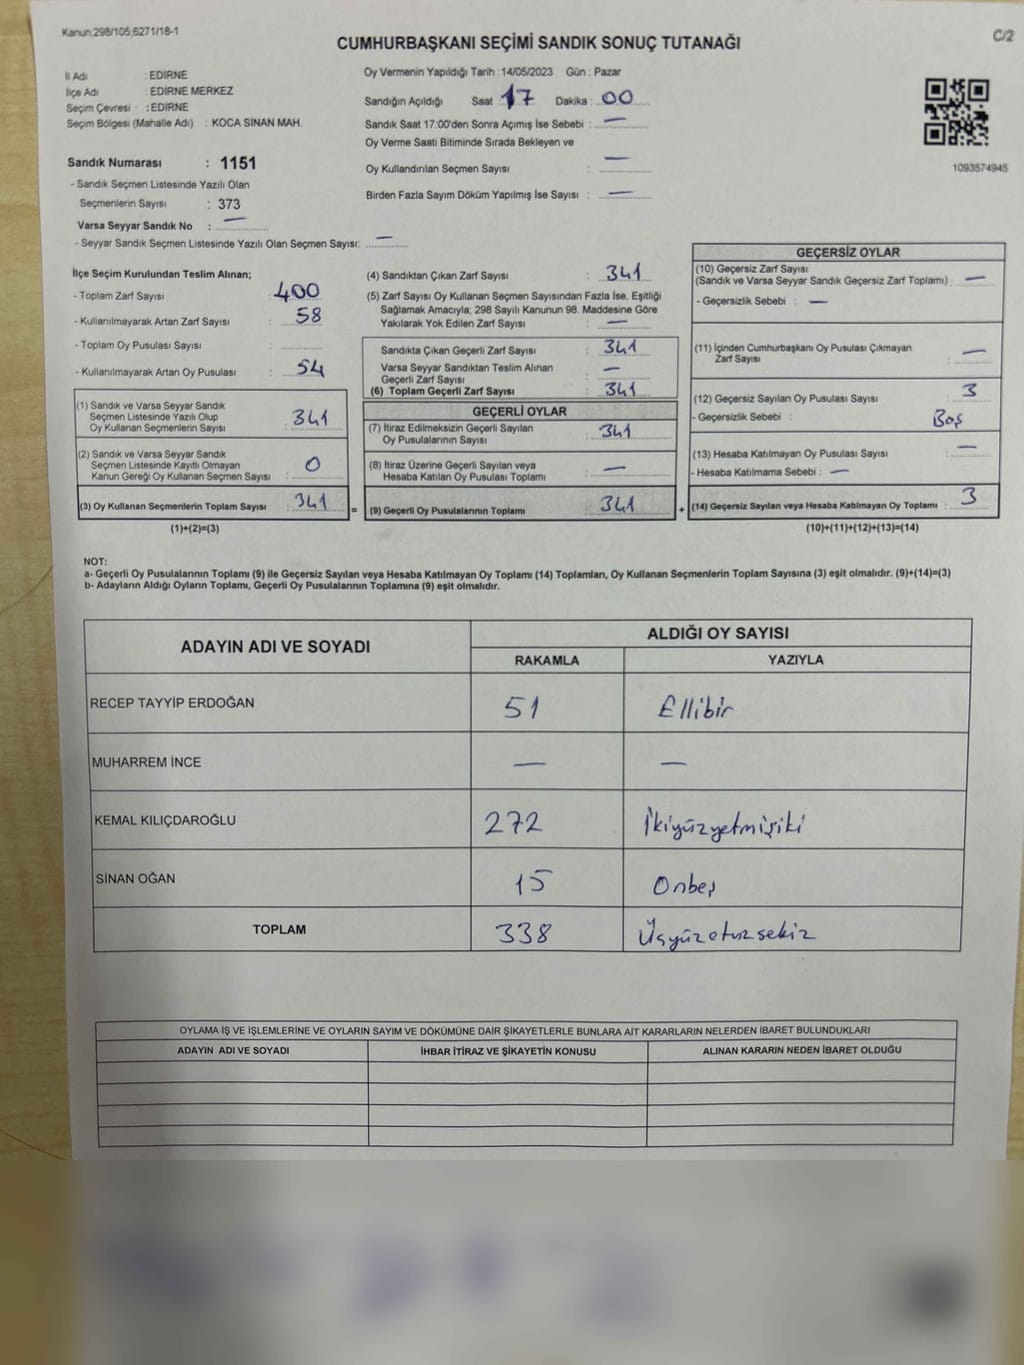 Kanun,298/105,6271/18-1
C/2
CUMHURBAŞKANI SEÇİMİ SANDIK SONUÇ TUTANAĞI
İl Adı : EDİRNE
İlçe Adı : EDİRNE MERKEZ
Seçim Çevresi : EDİRNE
Seçim Bölgesi (Mahalle Adı) : KOCA SİNAN MAH.
Sandık Numarası : 1151
- Sandık Seçmen Listesinde Yazılı Olan
Seçmenlerin Sayısı : 373
Varsa Seyyar Sandık No : —
- Seyyar Sandık Seçmen Listesinde Yazılı Olan Seçmen Sayısı: —
Oy Vermenin Yapıldığı Tarih : 14/05/2023 Gün : Pazar
Sandığın Açıldığı Saat : 17 Dakika : 00
Sandık Saat 17:00'den Sonra Açımış İse Sebebi : —
Oy Verme Saati Bitiminde Sırada Bekleyen ve
Oy Kullandırılan Seçmen Sayısı : —
Birden Fazla Sayım Döküm Yapılmış İse Sayısı : —
1093574945
İlçe Seçim Kurulundan Teslim Alınan;
- Toplam Zarf Sayısı : 400
- Kullanılmayarak Artan Zarf Sayısı : 58
- Toplam Oy Pusulası Sayısı :
- Kullanılmayarak Artan Oy Pusulası : 54
(1) Sandık ve Varsa Seyyar Sandık
Seçmen Listesinde Yazılı Olup
Oy Kullanan Seçmenlerin Sayısı : 341
(2) Sandık ve Varsa Seyyar Sandık
Seçmen Listesinde Kayıtlı Olmayan
Kanun Gereği Oy Kullanan Seçmen Sayısı : 0
(3) Oy Kullanan Seçmenlerin Toplam Sayısı : 341 =
(1)+(2)=(3)
(4) Sandıktan Çıkan Zarf Sayısı : 341
(5) Zarf Sayısı Oy Kullanan Seçmen Sayısından Fazla İse, Eşitliği
Sağlamak Amacıyla; 298 Sayılı Kanunun 98. Maddesine Göre
Yakılarak Yok Edilen Zarf Sayısı : —
Sandıkta Çıkan Geçerli Zarf Sayısı : 341
Varsa Seyyar Sandıktan Teslim Alınan
Geçerli Zarf Sayısı : —
(6) Toplam Geçerli Zarf Sayısı : 341
GEÇERLİ OYLAR
(7) İtiraz Edilmeksizin Geçerli Sayılan
Oy Pusulalarının Sayısı : 341
(8) İtiraz Üzerine Geçerli Sayılan veya
Hesaba Katılan Oy Pusulası Toplamı : —
(9) Geçerli Oy Pusulalarının Toplamı : 341 +
GEÇERSİZ OYLAR
(10) Geçersiz Zarf Sayısı
(Sandık ve Varsa Seyyar Sandık Geçersiz Zarf Toplamı) : —
- Geçersizlik Sebebi : —
(11) İçinden Cumhurbaşkanı Oy Pusulası Çıkmayan
Zarf Sayısı : —
(12) Geçersiz Sayılan Oy Pusulası Sayısı : 3
- Geçersizlik Sebebi : Boş
(13) Hesaba Katılmayan Oy Pusulası Sayısı : —
- Hesaba Katılmama Sebebi : —
(14) Geçersiz Sayılan veya Hesaba Katılmayan Oy Toplamı : 3
(10)+(11)+(12)+(13)=(14)
NOT:
a- Geçerli Oy Pusulalarının Toplamı (9) ile Geçersiz Sayılan veya Hesaba Katılmayan Oy Toplamı (14) Toplamları, Oy Kullanan Seçmenlerin Toplam Sayısına (3) eşit olmalıdır. (9)+(14)=(3)
b- Adayların Aldığı Oyların Toplamı, Geçerli Oy Pusulalarının Toplamına (9) eşit olmalıdır.
ADAYIN ADI VE SOYADI ALDIĞI OY SAYISI
RAKAMLA YAZIYLA
RECEP TAYYİP ERDOĞAN 51 Ellibir
MUHARREM İNCE — —
KEMAL KILIÇDAROĞLU 272 İkiyüzyetmişiki
SİNAN OĞAN 15 Onbeş
TOPLAM 338 Üçyüzotuzsekiz
OYLAMA İŞ VE İŞLEMLERİNE VE OYLARIN SAYIM VE DÖKÜMÜNE DAİR ŞİKAYETLERLE BUNLARA AİT KARARLARIN NELERDEN İBARET BULUNDUKLARI
ADAYIN ADI VE SOYADI İHBAR İTİRAZ VE ŞİKAYETİN KONUSU ALINAN KARARIN NEDEN İBARET OLDUĞU